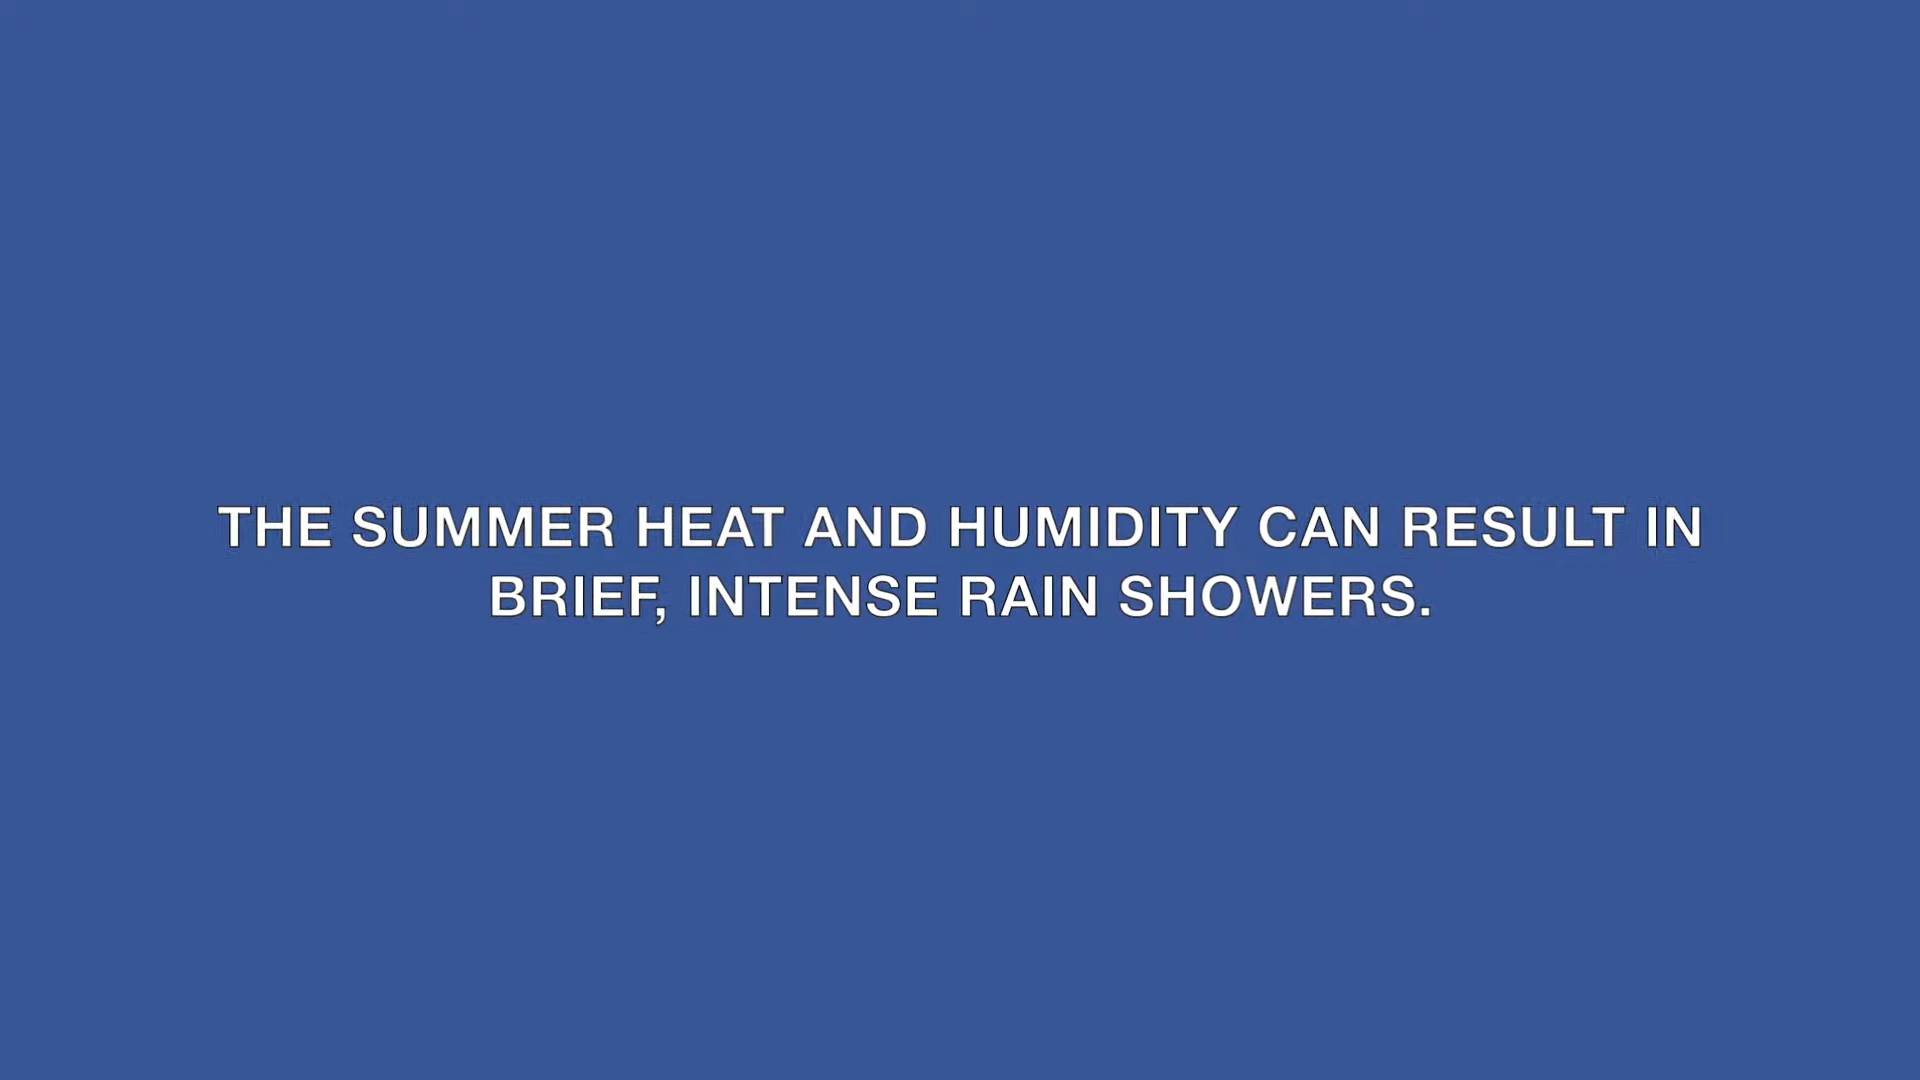 THE SUMMER HEAT AND HUMIDITY CAN RESULT IN
BRIEF, INTENSE RAIN SHOWERS.